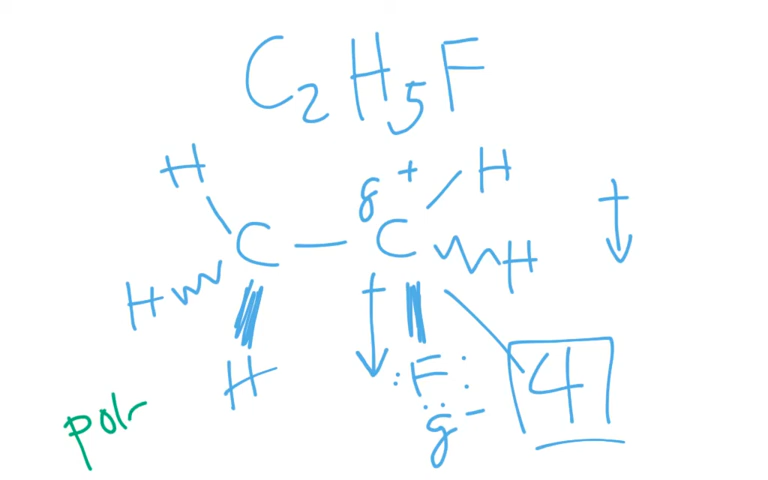 C2H5F
H δ+ H
C — C
H H
H :F:
δ-
4
pol